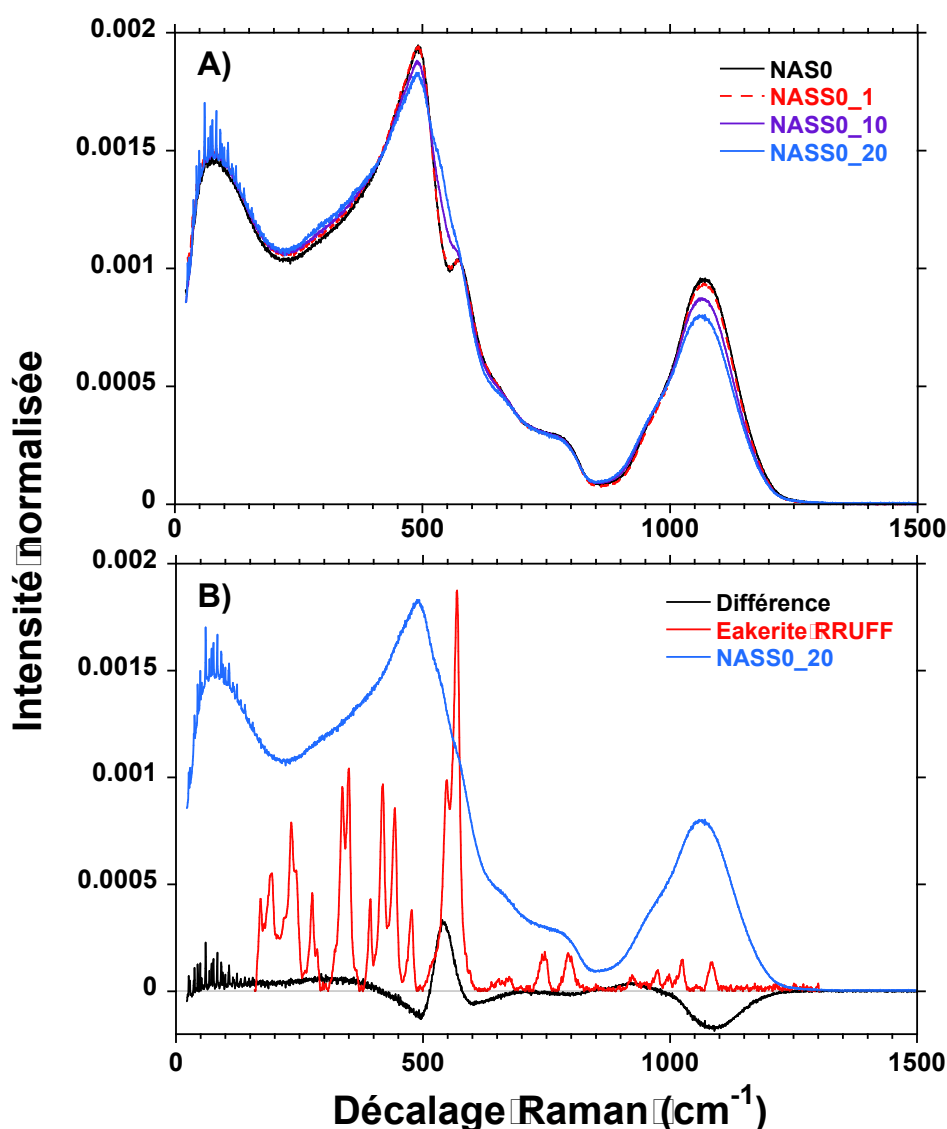 A)
NAS0
NASS0_1
NASS0_10
NASS0_20
0.002
0.0015
0.001
0.0005
0
0
500
1000
1500
B)
Différence
Eakerite RRUFF
NASS0_20
0.002
0.0015
0.001
0.0005
0
0
500
1000
1500
Intensité normalisée
Décalage Raman (cm⁻¹)